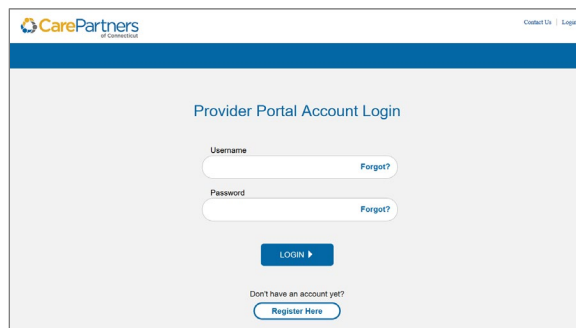 CarePartners
of Connecticut
Contact Us | Login
Provider Portal Account Login
Username
Forgot?
Password
Forgot?
LOGIN
Don't have an account yet?
Register Here